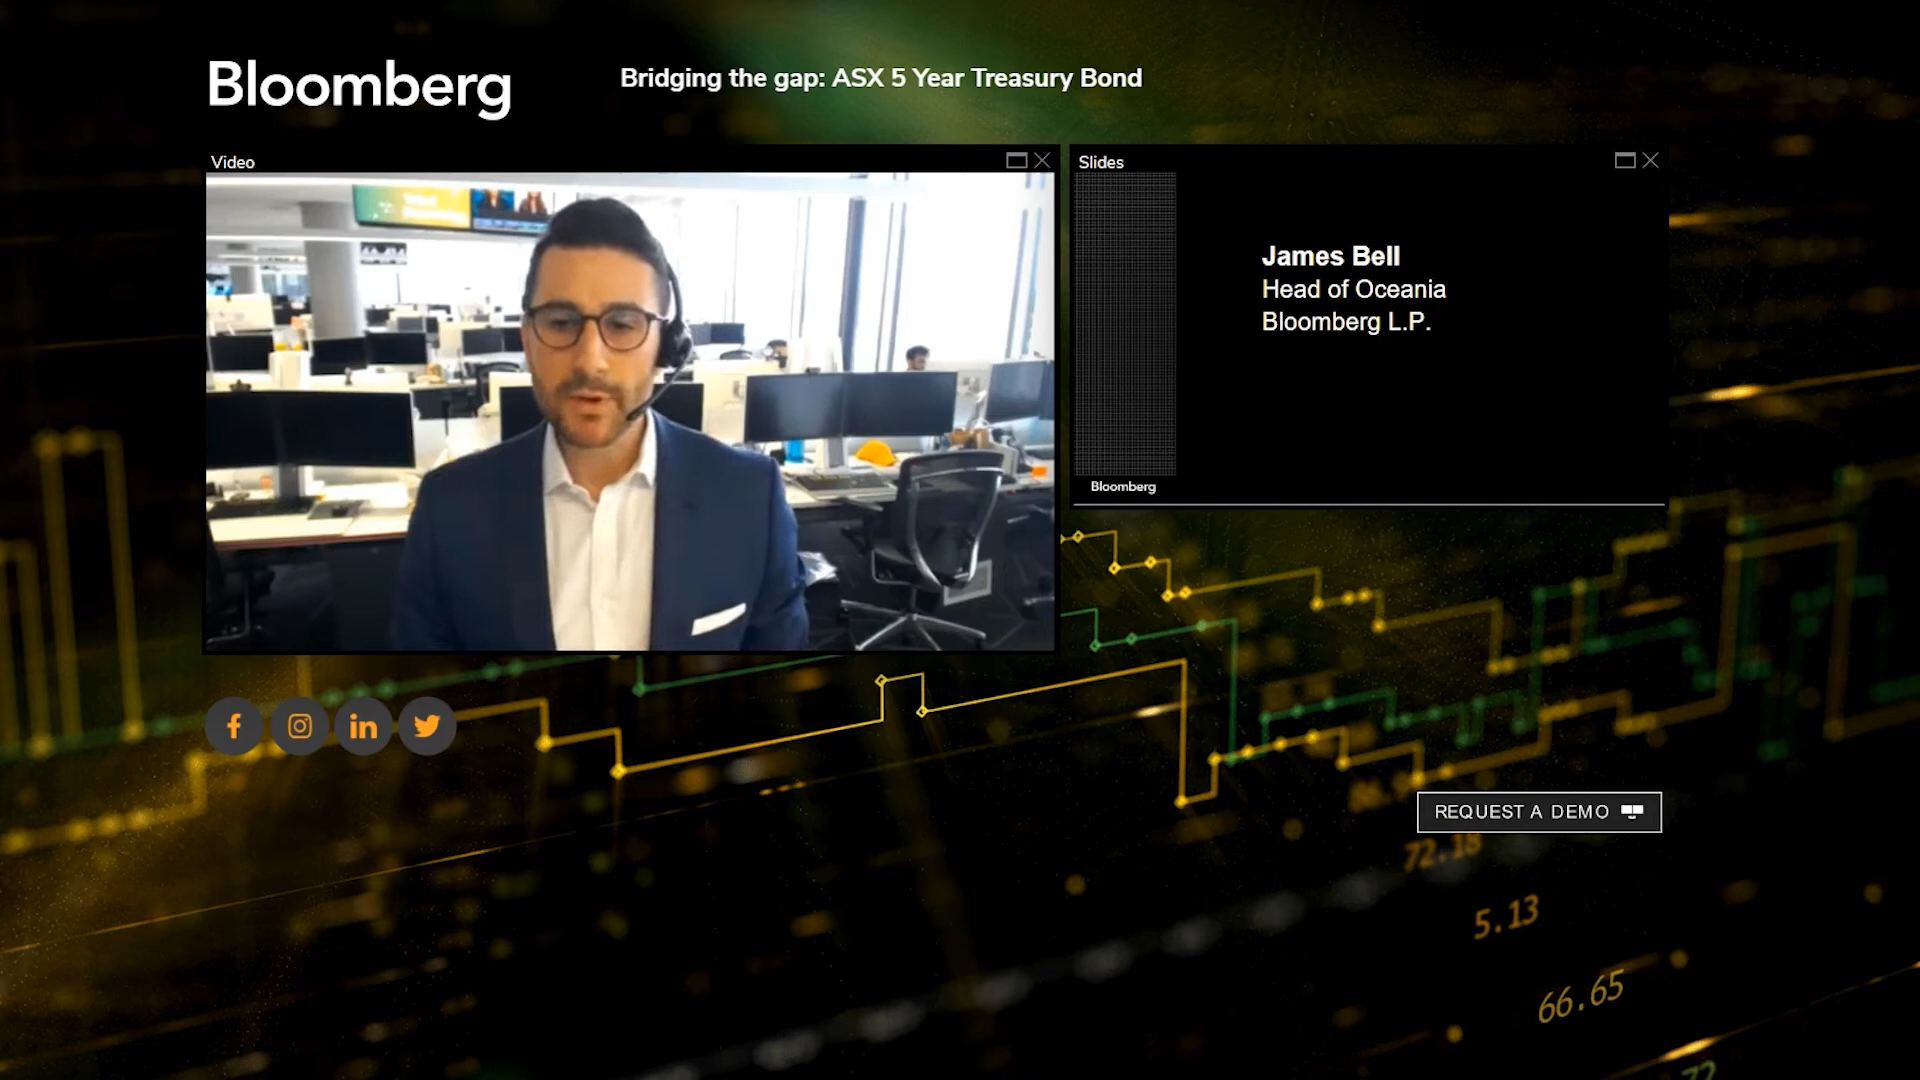 Bloomberg
Bridging the gap: ASX 5 Year Treasury Bond
Video
Slides
James Bell
Head of Oceania
Bloomberg L.P.
Bloomberg
REQUEST A DEMO
72.18
5.13
66.65
72